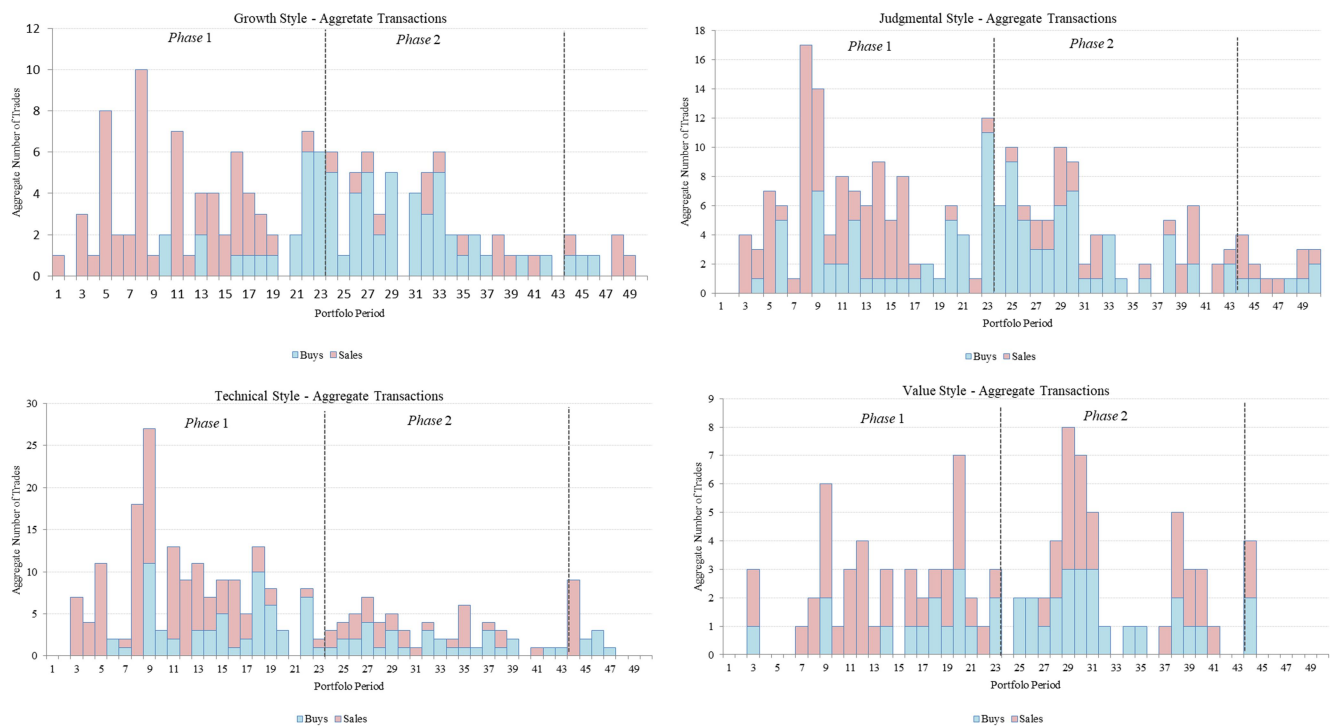 Growth Style - Aggretate Transactions
Phase 1 Phase 2
Aggregate Number of Trades
12
10
8
6
4
2
0
1 3 5 7 9 11 13 15 17 19 21 23 25 27 29 31 33 35 37 39 41 43 45 47 49
Portfolo Period
Buys Sales
Judgmental Style - Aggregate Transactions
Phase 1 Phase 2
Aggregate Number of Trades
18
16
14
12
10
8
6
4
2
0
1 3 5 7 9 11 13 15 17 19 21 23 25 27 29 31 33 35 37 39 41 43 45 47 49
Portfolo Period
Buys Sales
Technical Style - Aggregate Transactions
Phase 1 Phase 2
Aggregate Number of Trades
30
25
20
15
10
5
0
1 3 5 7 9 11 13 15 17 19 21 23 25 27 29 31 33 35 37 39 41 43 45 47 49
Portfolo Period
Buys Sales
Value Style - Aggregate Transactions
Phase 1 Phase 2
Aggregate Number of Trades
9
8
7
6
5
4
3
2
1
0
1 3 5 7 9 11 13 15 17 19 21 23 25 27 29 31 33 35 37 39 41 43 45 47 49
Portfolo Period
Buys Sales